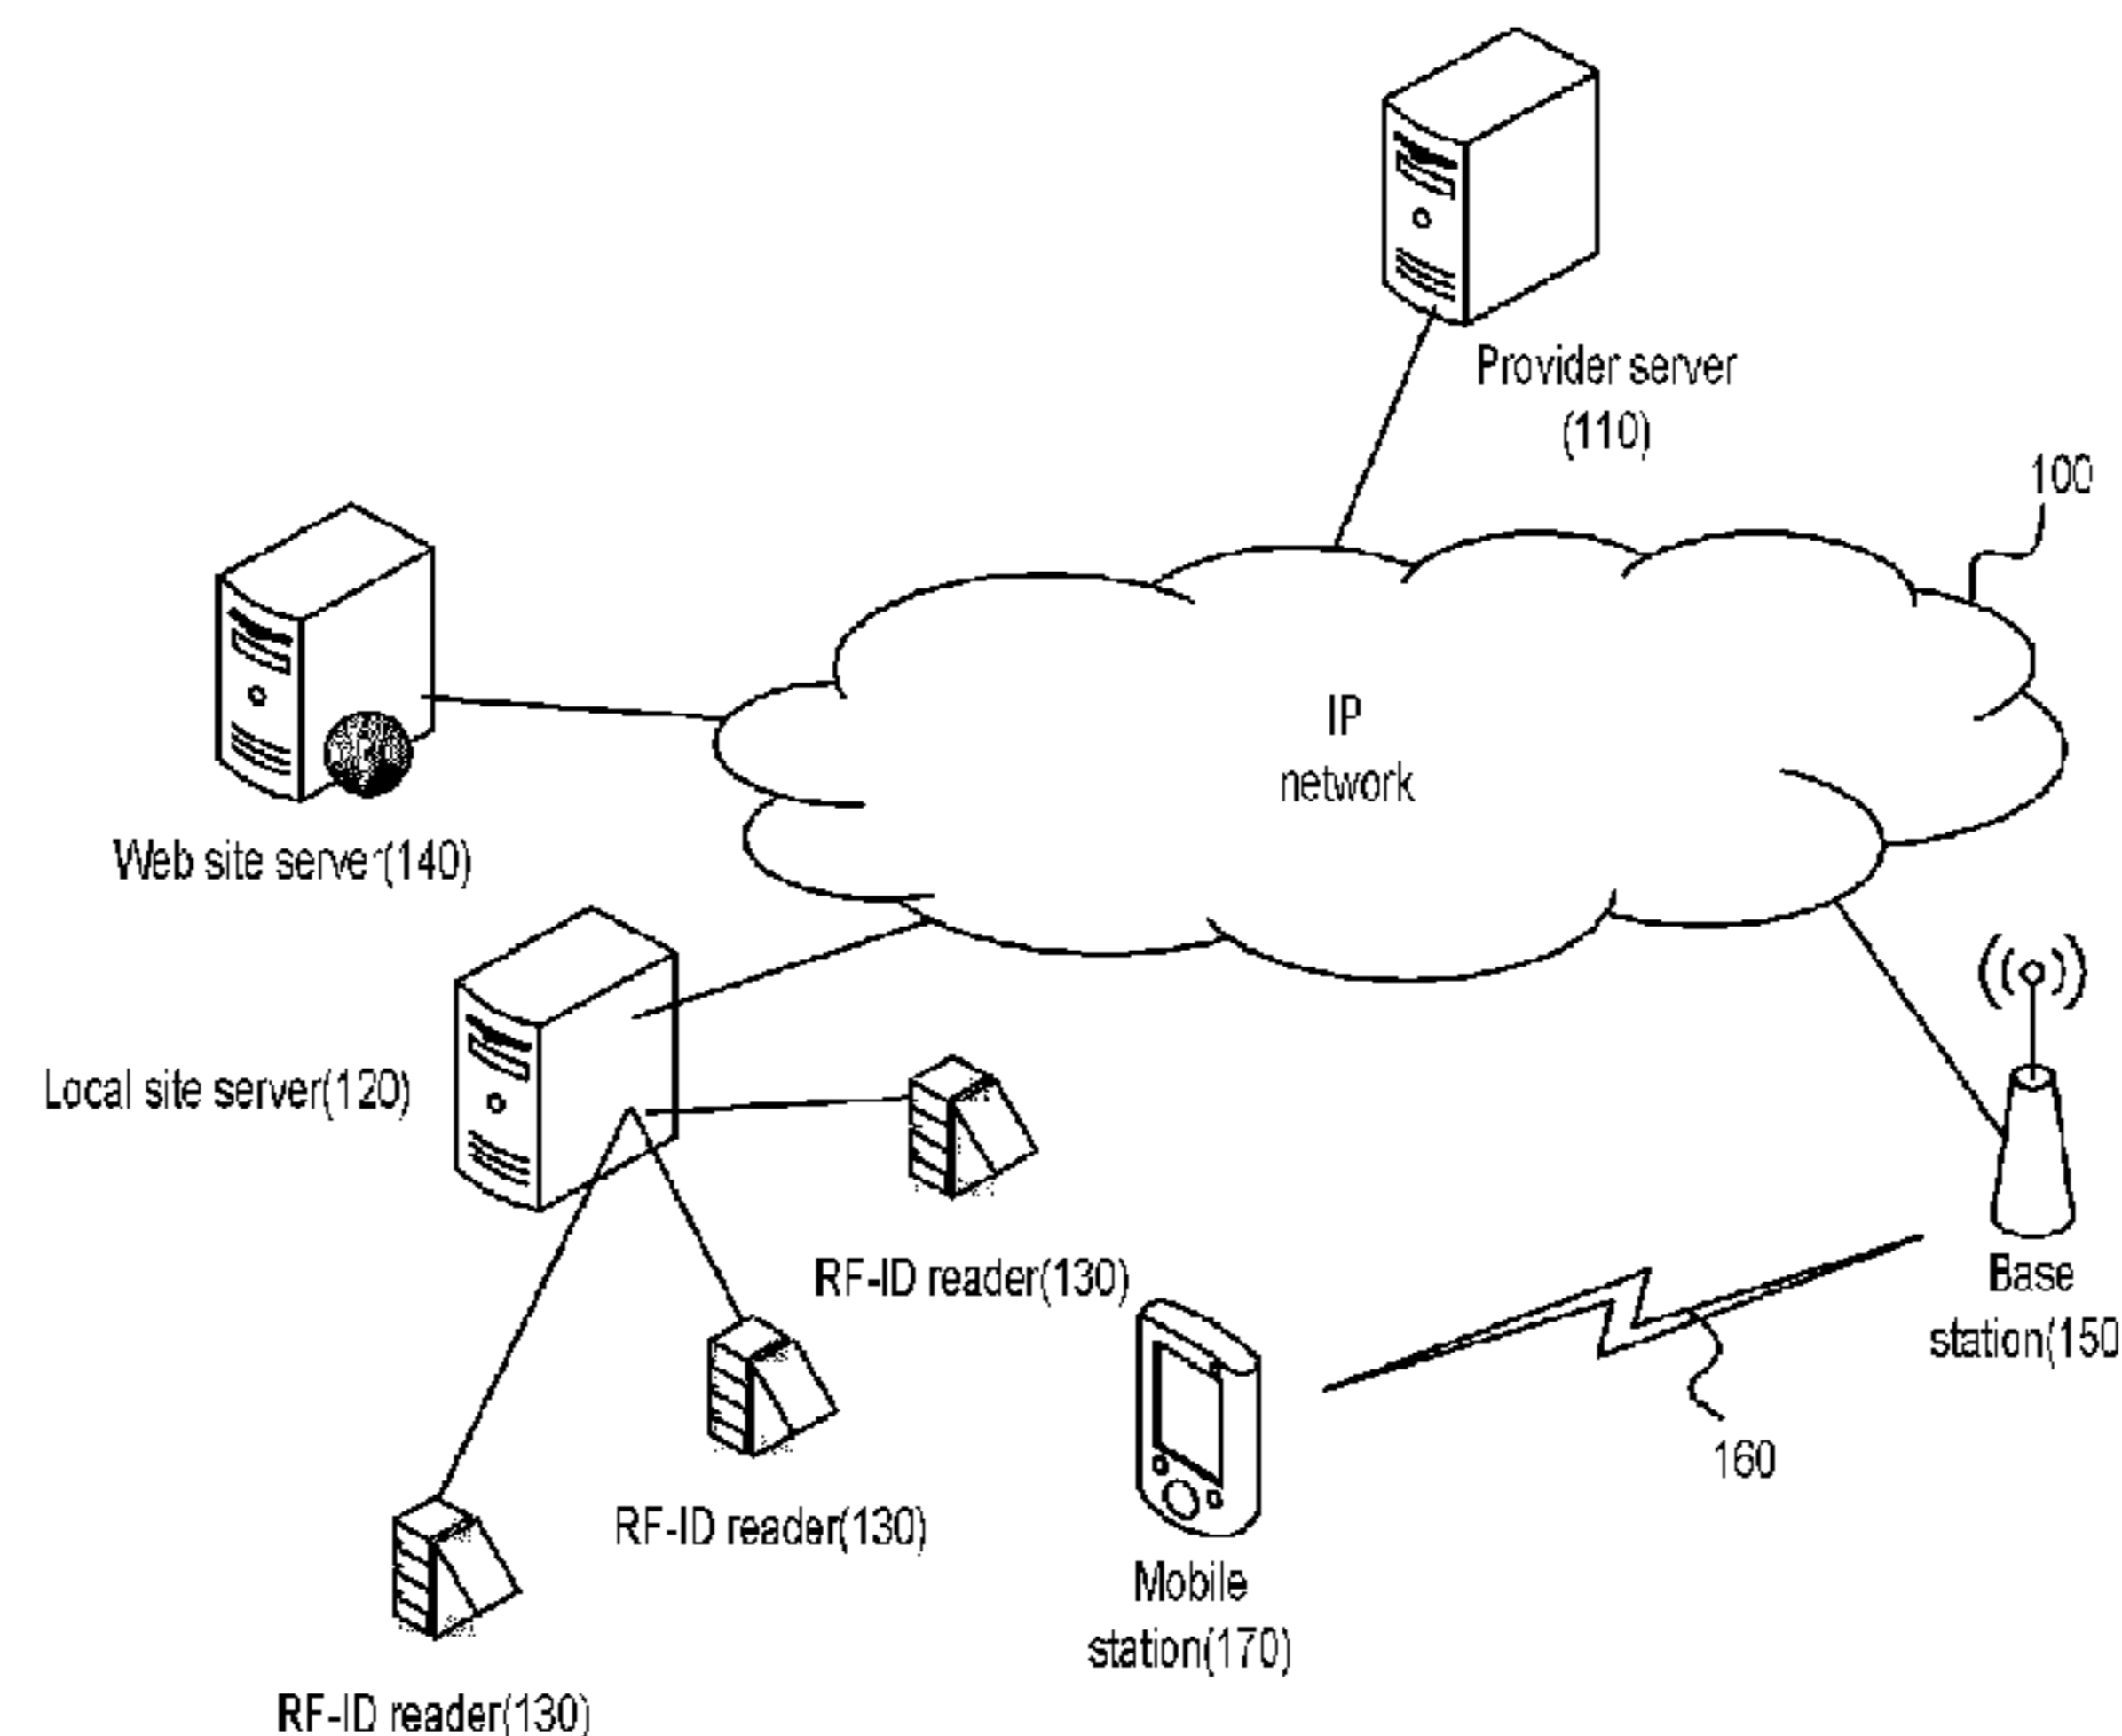 Provider server
(110)
100
IP
network
Web site server(140)
Local site server(120)
RF-ID reader(130)
Base
station(150
160
RF-ID reader(130)
Mobile
station(170)
RF-ID reader(130)